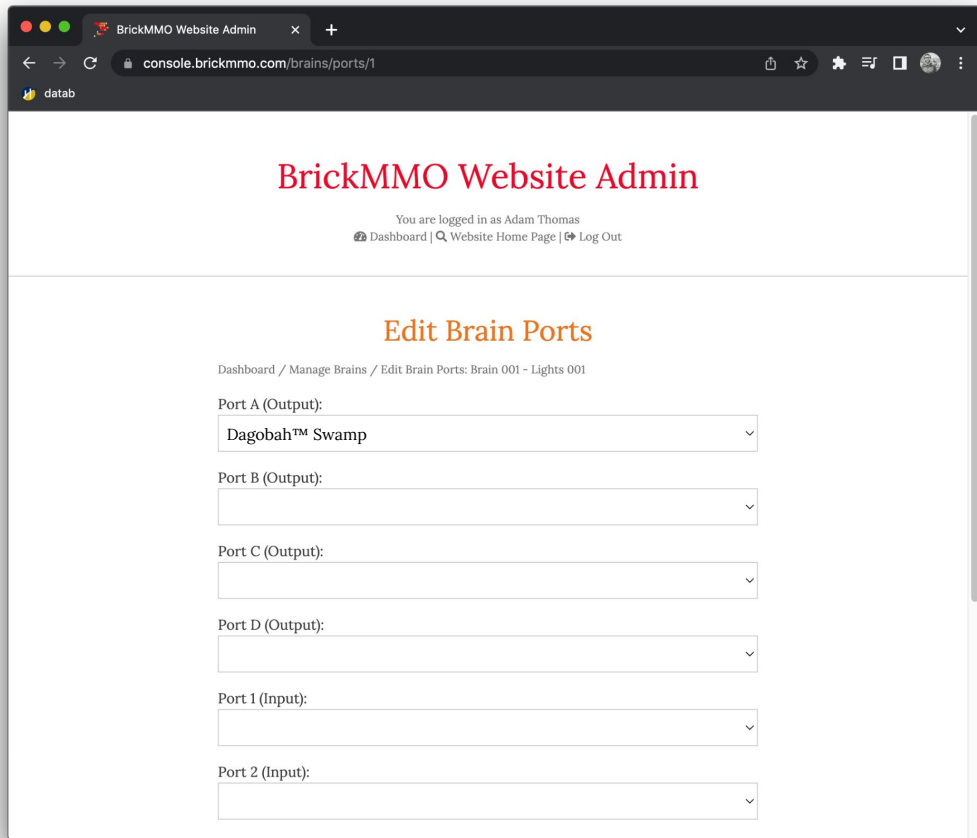 BrickMMO Website Admin
console.brickmmo.com/brains/ports/1
datab
BrickMMO Website Admin
You are logged in as Adam Thomas
Dashboard | Website Home Page | Log Out
Edit Brain Ports
Dashboard / Manage Brains / Edit Brain Ports: Brain 001 - Lights 001
Port A (Output):
Dagobah™ Swamp
Port B (Output):
Port C (Output):
Port D (Output):
Port 1 (Input):
Port 2 (Input):